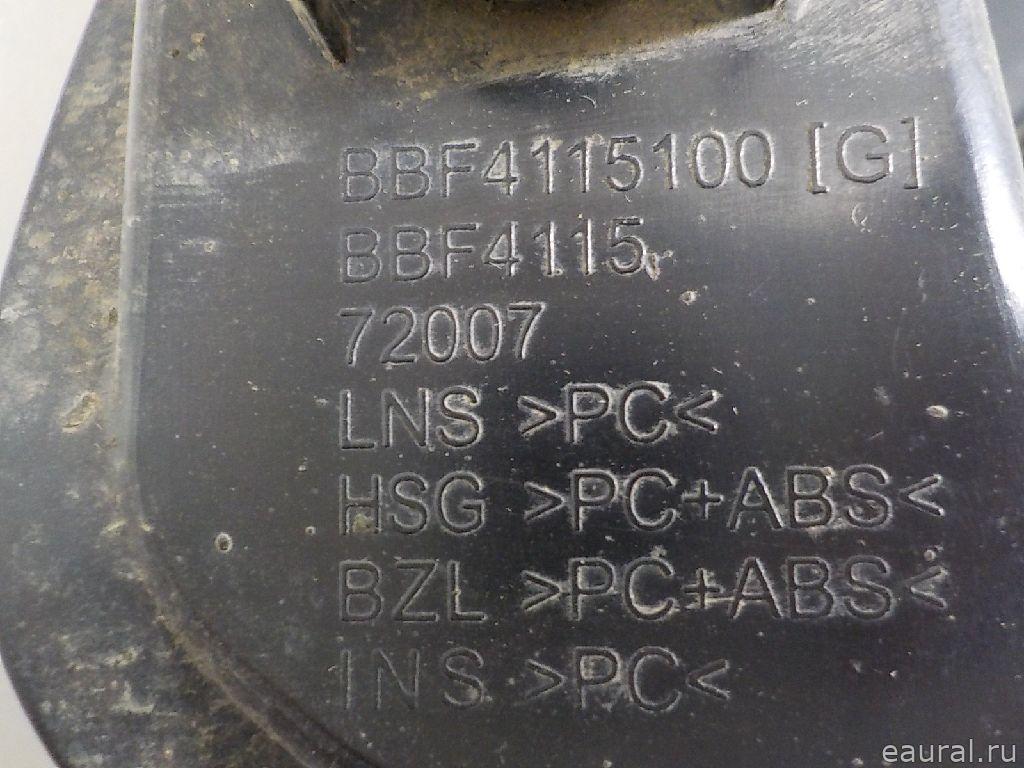 BBF4115100 [G]
BBF4115
72007
LNS >PC<
HSG >PC+ABS<
BZL >PC+ABS<
INS >PC<
eaural.ru